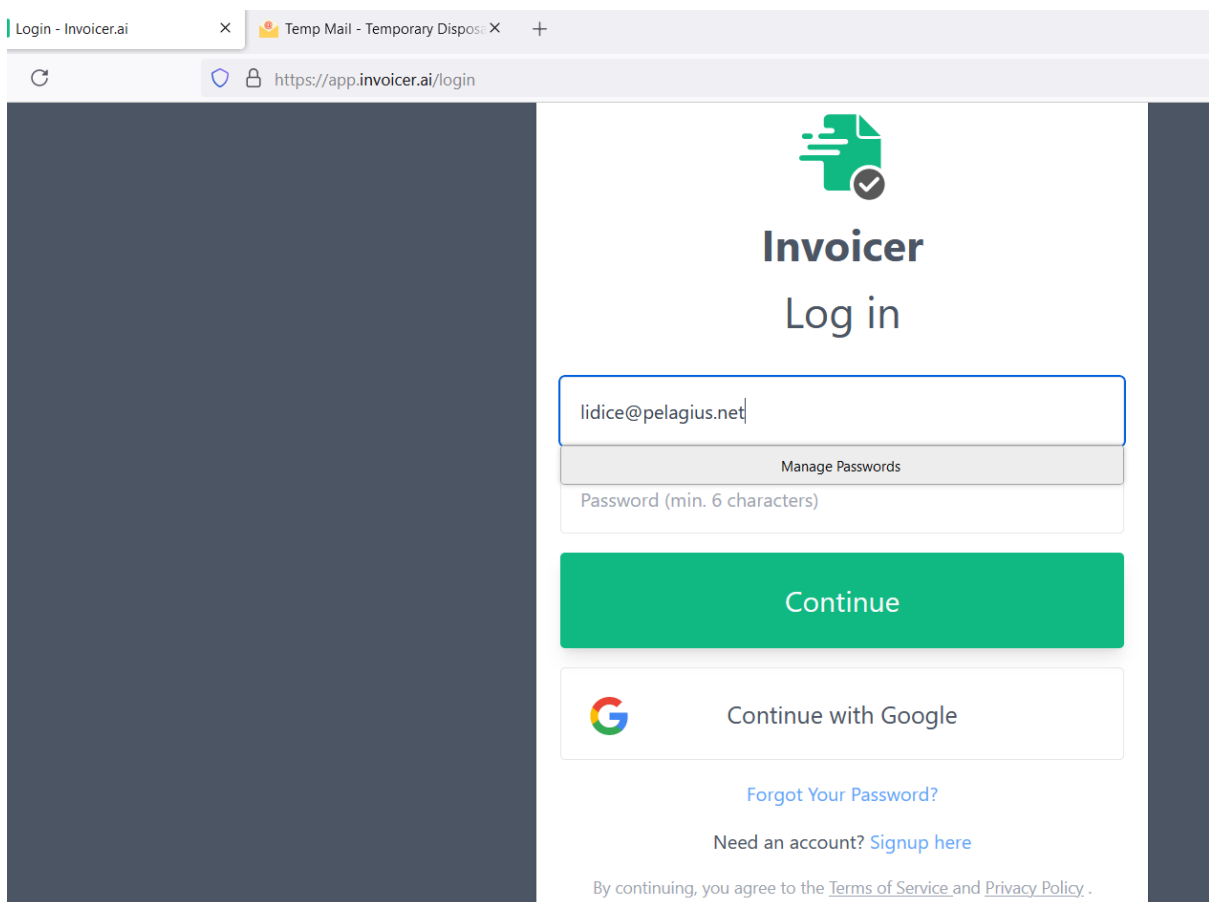 Login - Invoicer.ai
Temp Mail - Temporary Disposa
https://app.invoicer.ai/login
Invoicer
Log in
lidice@pelagius.net
Manage Passwords
Password (min. 6 characters)
Continue
Continue with Google
Forgot Your Password?
Need an account? Signup here
By continuing, you agree to the Terms of Service and Privacy Policy .